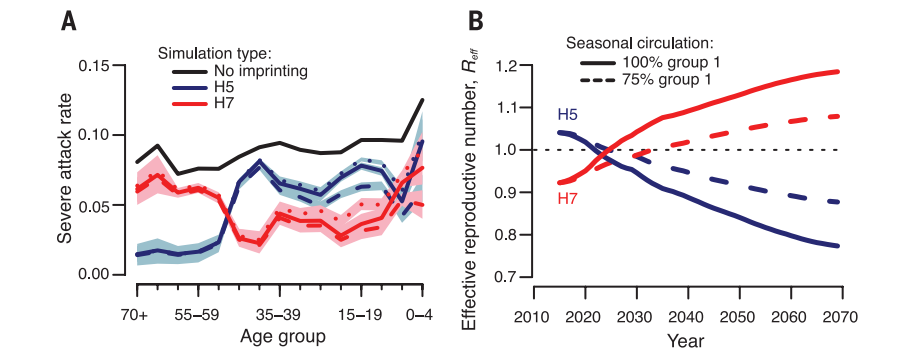 A
Simulation type:
No imprinting
H5
H7
Severe attack rate
0.15
0.10
0.05
0.00
70+
55–59
35–39
15–19
0–4
Age group
B
Seasonal circulation:
100% group 1
75% group 1
Effective reproductive number, Reff
1.2
1.1
1.0
0.9
0.8
0.7
H5
H7
2010
2020
2030
2040
2050
2060
2070
Year